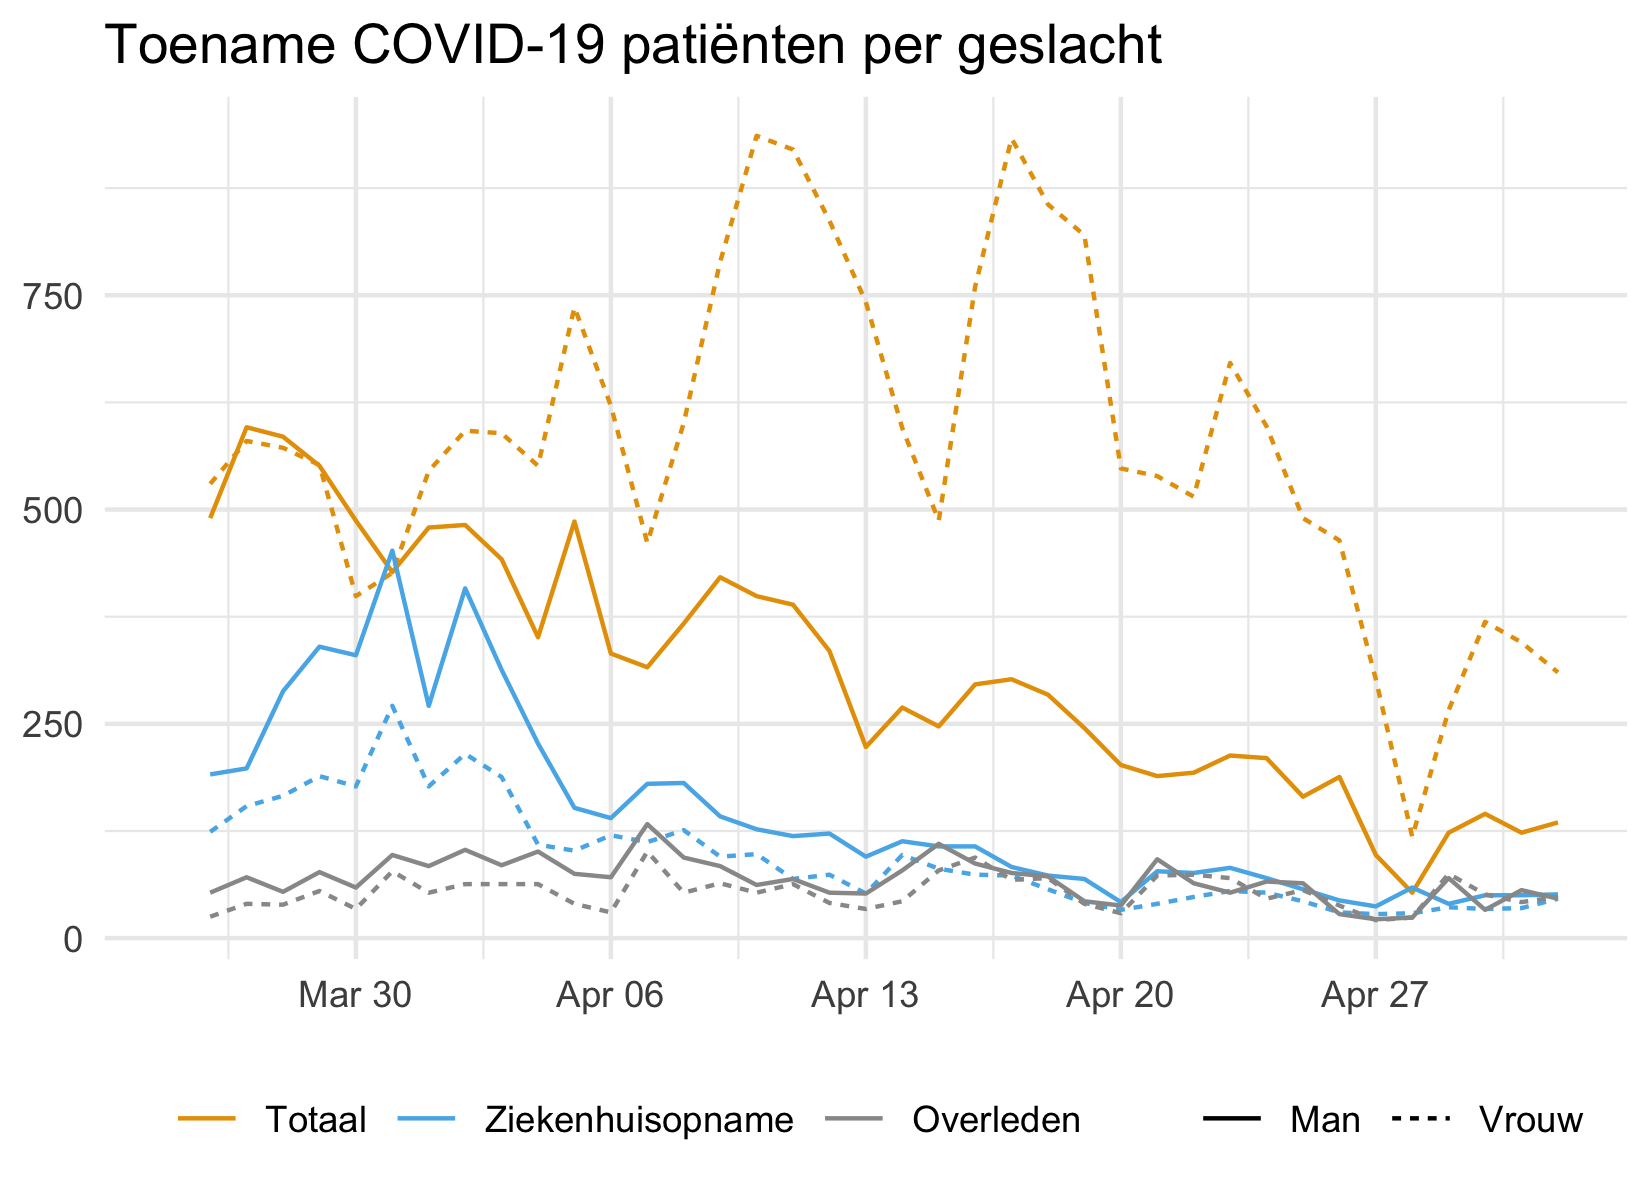 Toename COVID-19 patiënten per geslacht
750
500
250
0
Mar 30 Apr 06 Apr 13 Apr 20 Apr 27
Totaal Ziekenhuisopname Overleden Man Vrouw